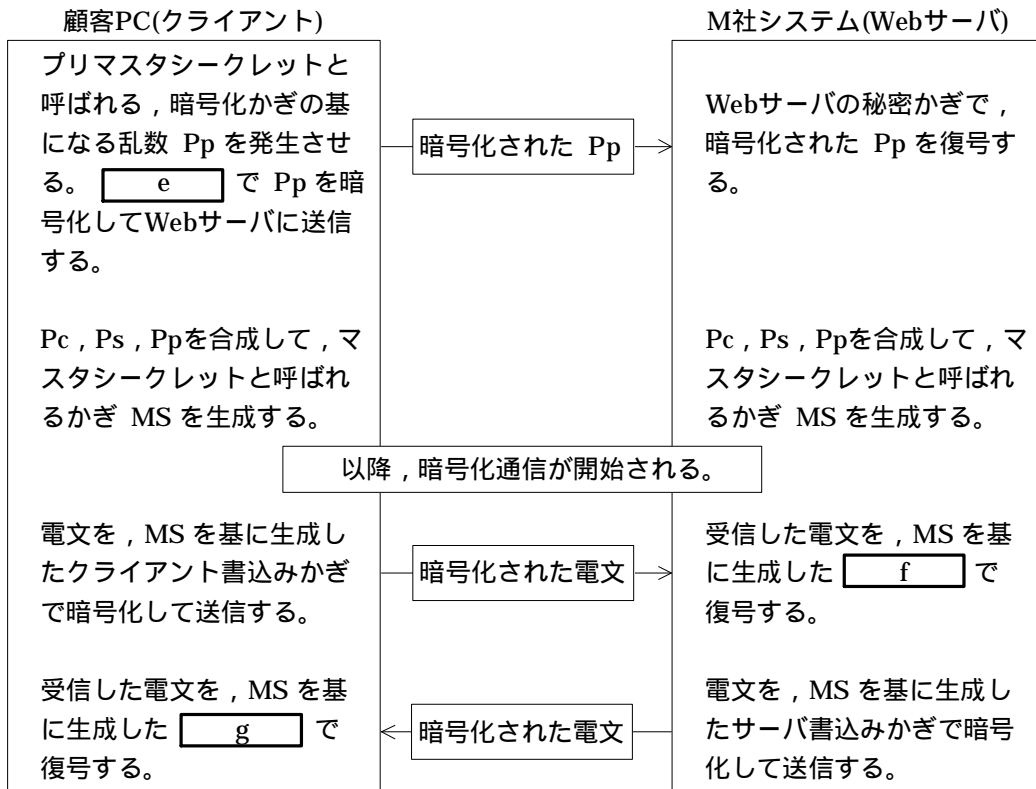 顧客PC(クライアント)
M社システム(Webサーバ)
プリマスタシークレットと
呼ばれる，暗号化かぎの基
になる乱数 Pp を発生させ
る。 e で Pp を暗
号化してWebサーバに送信
する。
暗号化された Pp
Webサーバの秘密かぎで，
暗号化された Pp を復号す
る。
Pc，Ps，Ppを合成して，マ
スタシークレットと呼ばれ
るかぎ MS を生成する。
Pc，Ps，Ppを合成して，マ
スタシークレットと呼ばれ
るかぎ MS を生成する。
以降，暗号化通信が開始される。
電文を，MS を基に生成し
たクライアント書込みかぎ
で暗号化して送信する。
暗号化された電文
受信した電文を，MS を基
に生成した f で
復号する。
受信した電文を，MS を基
に生成した g で
復号する。
暗号化された電文
電文を，MS を基に生成し
たサーバ書込みかぎで暗号
化して送信する。